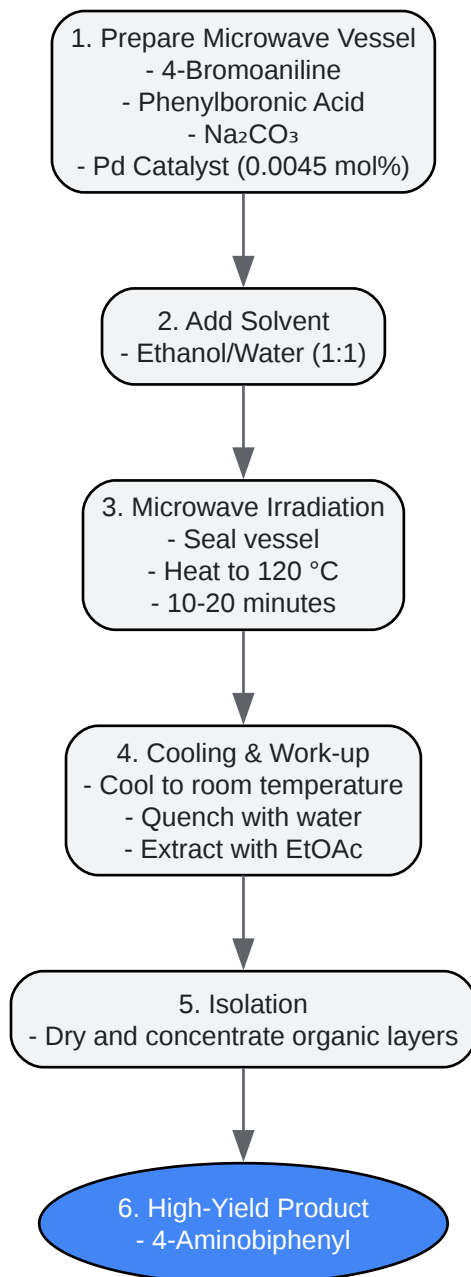 1. Prepare Microwave Vessel
- 4-Bromoaniline
- Phenylboronic Acid
- Na₂CO₃
- Pd Catalyst (0.0045 mol%)
2. Add Solvent
- Ethanol/Water (1:1)
3. Microwave Irradiation
- Seal vessel
- Heat to 120 °C
- 10-20 minutes
4. Cooling & Work-up
- Cool to room temperature
- Quench with water
- Extract with EtOAc
5. Isolation
- Dry and concentrate organic layers
6. High-Yield Product
- 4-Aminobiphenyl